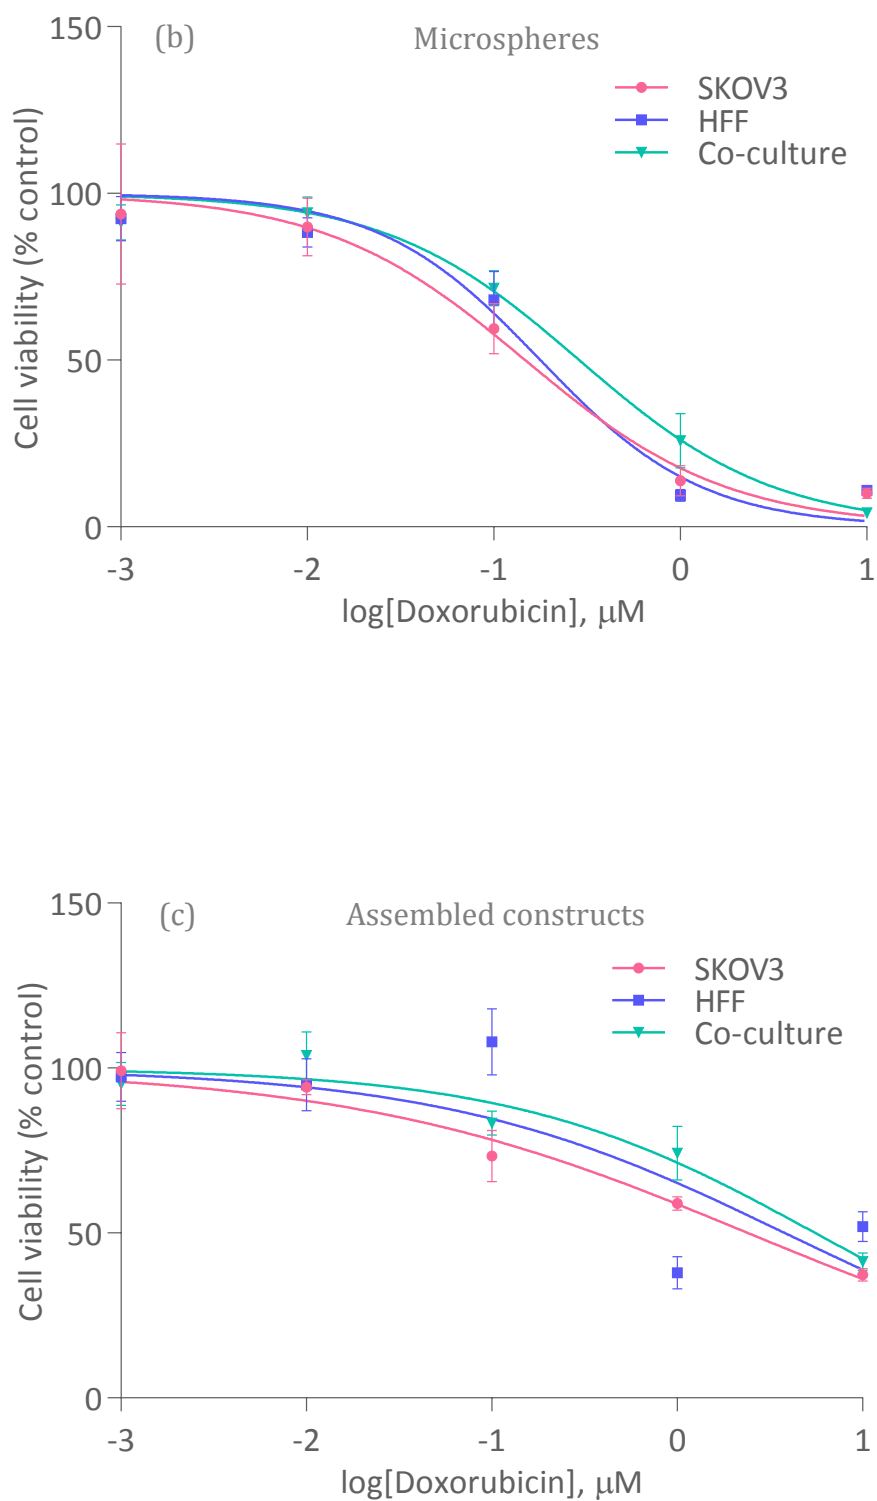 (b) Microspheres
150
100
50
0
Cell viability (% control)
SKOV3
HFF
Co-culture
-3 -2 -1 0 1
log[Doxorubicin], μM
(c) Assembled constructs
150
100
50
0
Cell viability (% control)
SKOV3
HFF
Co-culture
-3 -2 -1 0 1
log[Doxorubicin], μM